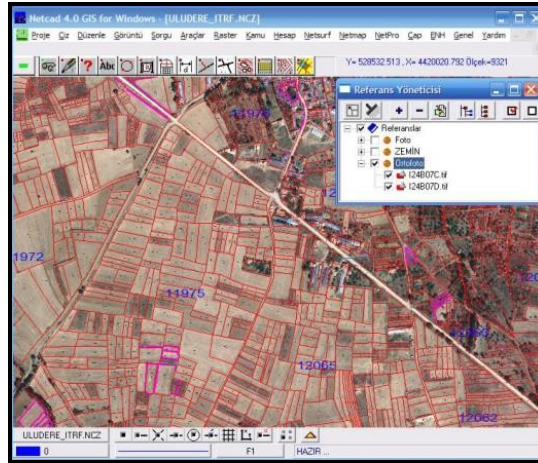 Netcad 4.0 GIS for Windows - [ULUDERE_ITRF.NCZ]
Proje Çiz Düzenle Görüntü Sorgu Araçlar Raster Kamu Hesap Netsurf Netmap NetPro Çap ENH Genel Yardım
Abc
Y= 528532.513 , X= 4420020.792 Ölçek=9321
Referans Yöneticisi
Referanslar
Foto
ZEMİN
Ortofoto
I24B07C.tif
I24B07D.tif
11972
11975
12065
12062
ULUDERE_ITRF.NCZ
0
F1
HAZIR ...